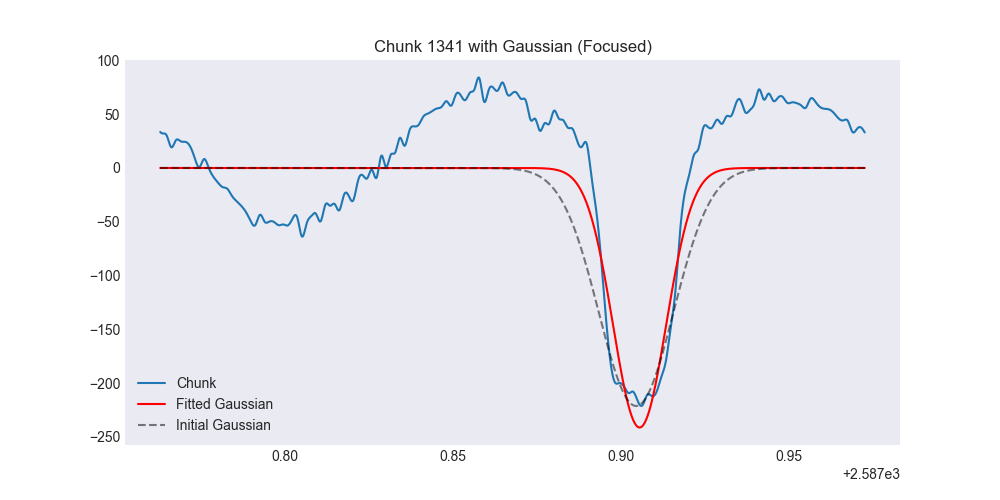 Chunk 1341 with Gaussian (Focused)
100
50
0
−50
−100
−150
−200
−250
Chunk
Fitted Gaussian
Initial Gaussian
0.80 0.85 0.90 0.95
+2.587e3